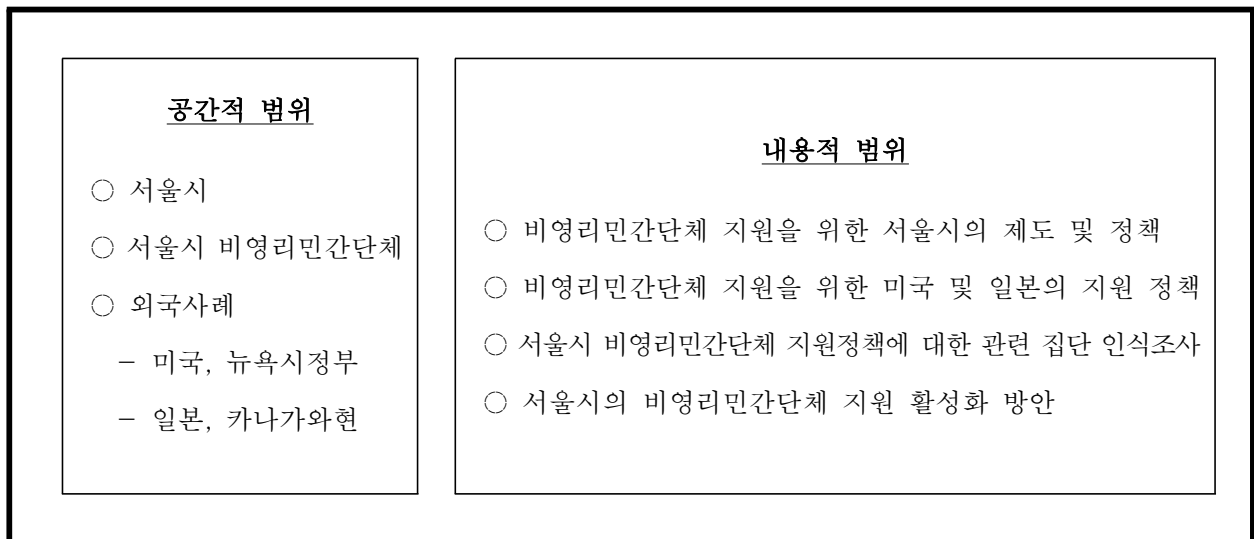 공간적 범위
○ 서울시
○ 서울시 비영리민간단체
○ 외국사례
- 미국, 뉴욕시정부
- 일본, 카나가와현
내용적 범위
○ 비영리민간단체 지원을 위한 서울시의 제도 및 정책
○ 비영리민간단체 지원을 위한 미국 및 일본의 지원 정책
○ 서울시 비영리민간단체 지원정책에 대한 관련 집단 인식조사
○ 서울시의 비영리민간단체 지원 활성화 방안